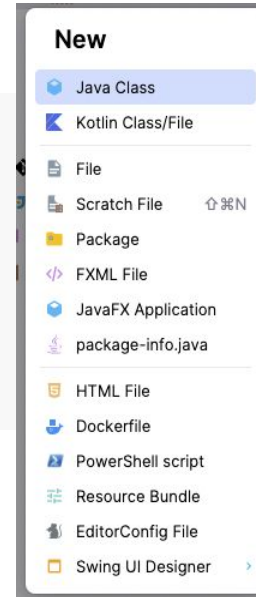 New
Java Class
Kotlin Class/File
File
Scratch File ⇧⌘N
Package
FXML File
JavaFX Application
package-info.java
HTML File
Dockerfile
PowerShell script
Resource Bundle
EditorConfig File
Swing UI Designer